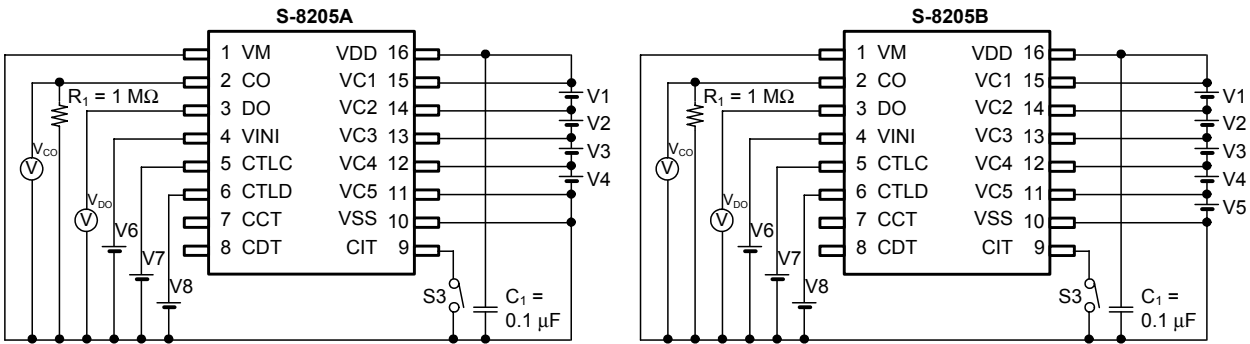 S-8205A
1 VM
2 CO
3 DO
4 VINI
5 CTLC
6 CTLD
7 CCT
8 CDT
VDD 16
VC1 15
VC2 14
VC3 13
VC4 12
VC5 11
VSS 10
CIT 9
R₁ = 1 MΩ
V_CO
V
V_DO
V
V6
V7
V8
V1
V2
V3
V4
S3
C₁ =
0.1 µF
S-8205B
1 VM
2 CO
3 DO
4 VINI
5 CTLC
6 CTLD
7 CCT
8 CDT
VDD 16
VC1 15
VC2 14
VC3 13
VC4 12
VC5 11
VSS 10
CIT 9
R₁ = 1 MΩ
V_CO
V
V_DO
V
V6
V7
V8
V1
V2
V3
V4
V5
S3
C₁ =
0.1 µF